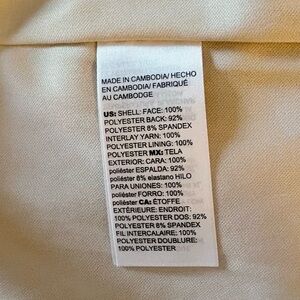 MADE IN CAMBODIA/ HECHO
EN CAMBODIA/ FABRIQUÉ
AU CAMBODGE
US: SHELL: FACE: 100%
POLYESTER BACK: 92%
POLYESTER 8% SPANDEX
INTERLAY YARN: 100%
POLYESTER LINING: 100%
POLYESTER MX: TELA
EXTERIOR: CARA: 100%
poliéster ESPALDA: 92%
poliéster 8% elastano HILO
PARA UNIONES: 100%
poliéster FORRO: 100%
poliéster CA: ÉTOFFE
EXTÉRIEURE: ENDROIT:
100% POLYESTER DOS: 92%
POLYESTER 8% SPANDEX
FIL INTERCALAIRE: 100%
POLYESTER DOUBLURE:
100% POLYESTER